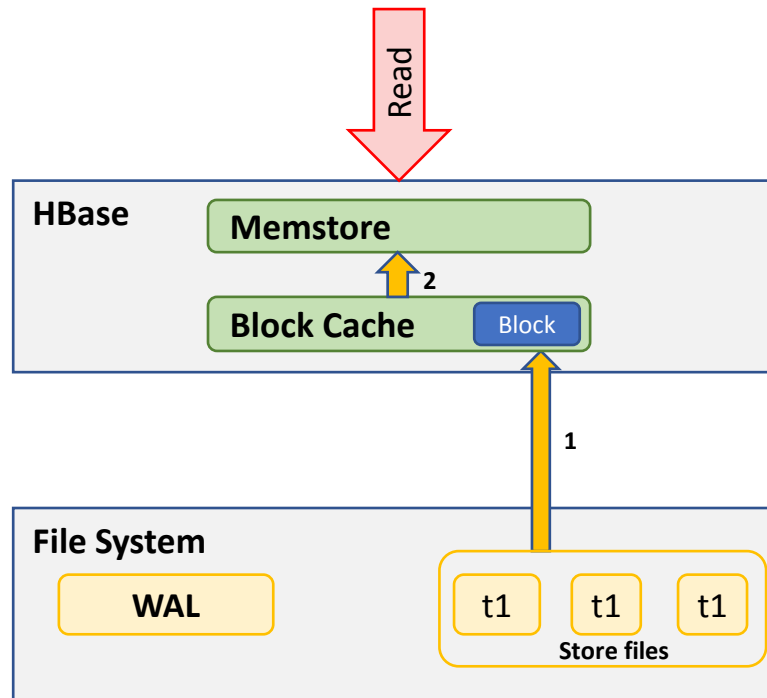 Read
HBase
Memstore
2
Block Cache
Block
1
File System
WAL
t1
t1
t1
Store files